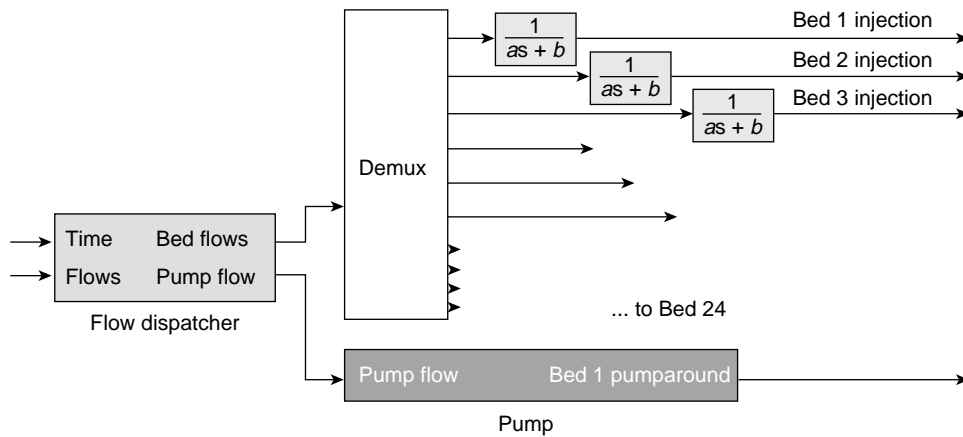 1
as + b
Bed 1 injection
1
as + b
Bed 2 injection
1
as + b
Bed 3 injection
Demux
Time Bed flows
Flows Pump flow
Flow dispatcher
... to Bed 24
Pump flow Bed 1 pumparound
Pump